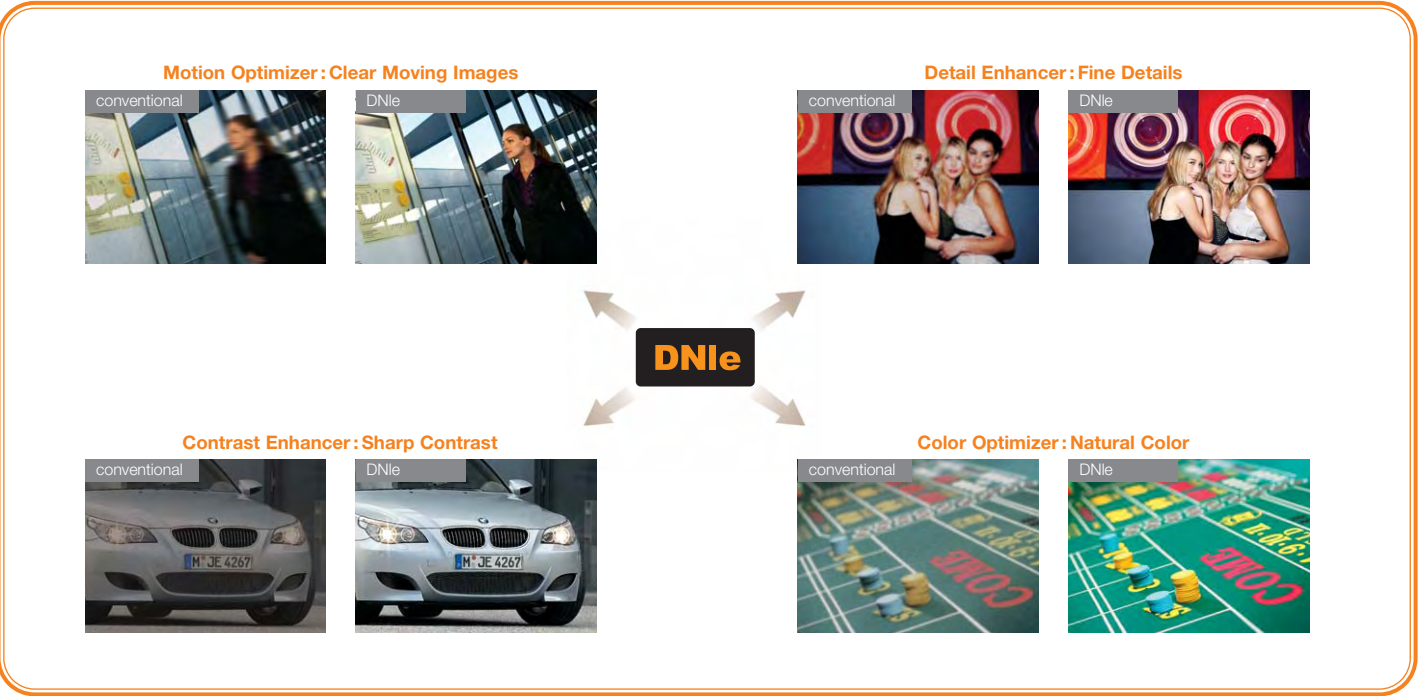 Motion Optimizer : Clear Moving Images
Detail Enhancer : Fine Details
conventional
DNIe
conventional
DNIe
DNIe
Contrast Enhancer : Sharp Contrast
Color Optimizer : Natural Color
conventional
DNIe
conventional
DNIe
M JE 4267
M JE 4267
COME
COME